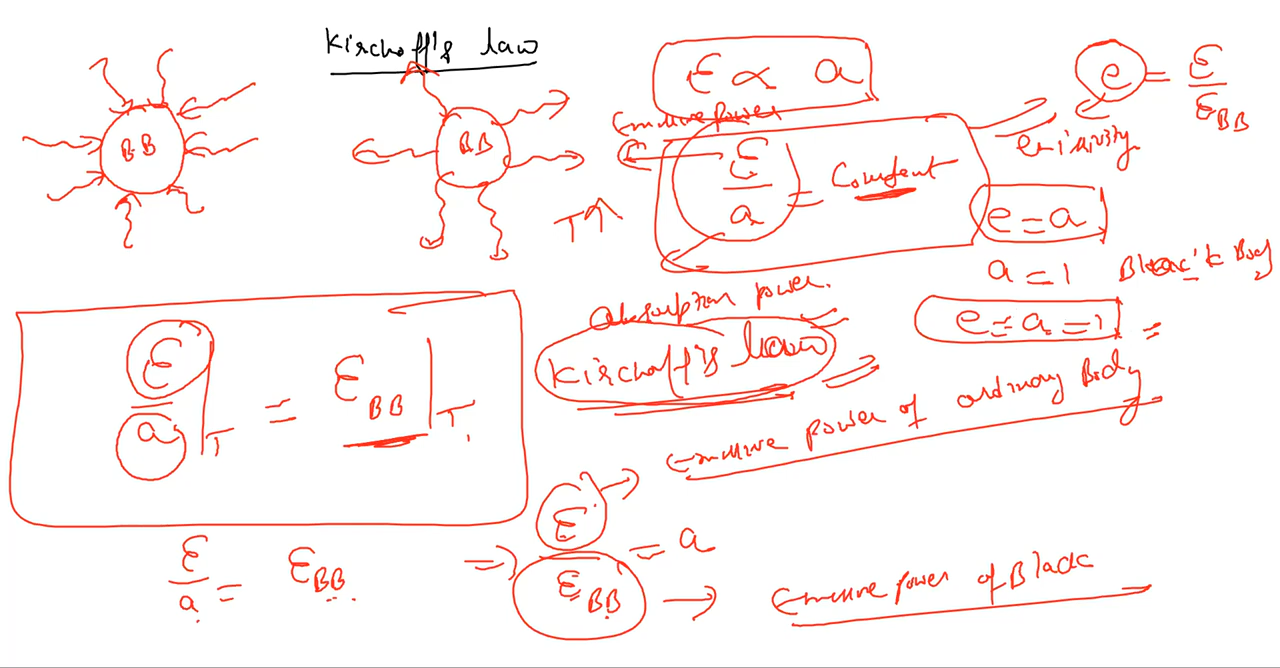 Kirchoff's law
BB
BB
T↑
E ∝ a
Emissive power
E/a = Constant
e = E/E_BB
emissivity
e = a
a = 1 Black Body
e = a = 1
absorption power.
Kirchoff's law
E/a|_T = E_BB|_T
Emissive power of ordinary Body
E/a = E_BB
⇒ E/E_BB = a
Emissive power of Black